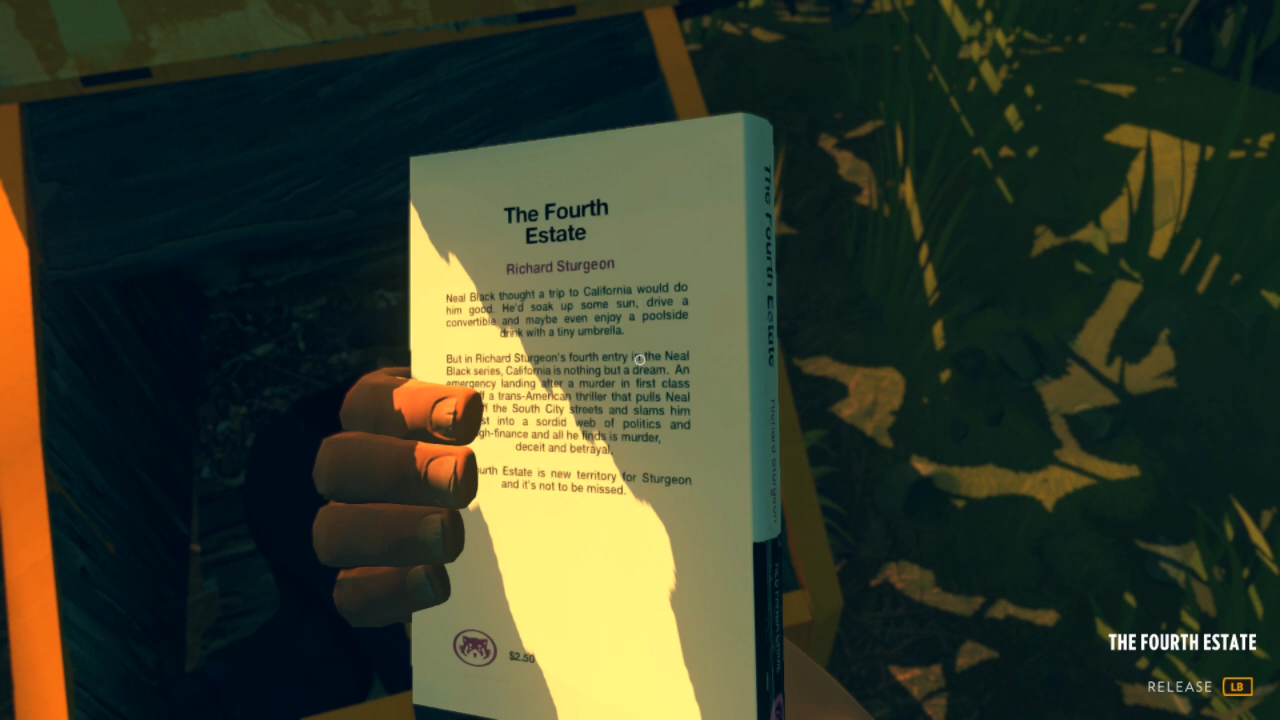 The Fourth
Estate
Richard Sturgeon
Neal Black thought a trip to California would do
him good. He'd soak up some sun, drive a
convertible and maybe even enjoy a poolside
drink with a tiny umbrella.
But in Richard Sturgeon's fourth entry in the Neal
Black series, California is nothing but a dream. An
emergency landing after a murder in first class
a trans-American thriller that pulls Neal
the South City streets and slams him
into a sordid web of politics and
gh-finance and all he finds is murder,
deceit and betrayal.
urth Estate is new territory for Sturgeon
and it's not to be missed.
$2.50
The Fourth Estate
Richard Sturgeon
THE FOURTH ESTATE
RELEASE LB